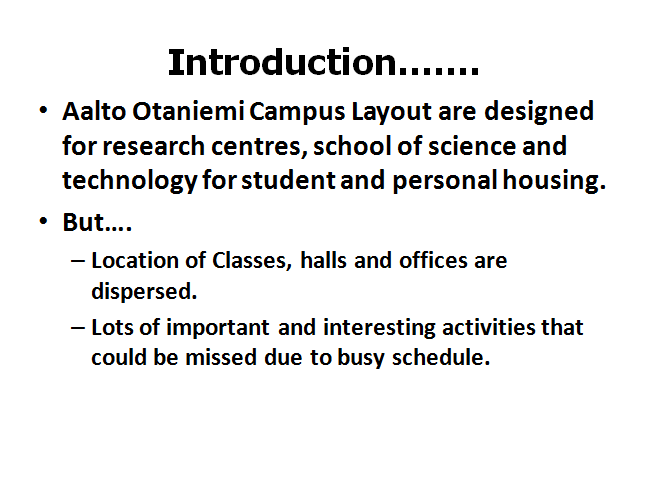 Introduction.......
• Aalto Otaniemi Campus Layout are designed
for research centres, school of science and
technology for student and personal housing.
• But....
– Location of Classes, halls and offices are
dispersed.
– Lots of important and interesting activities that
could be missed due to busy schedule.